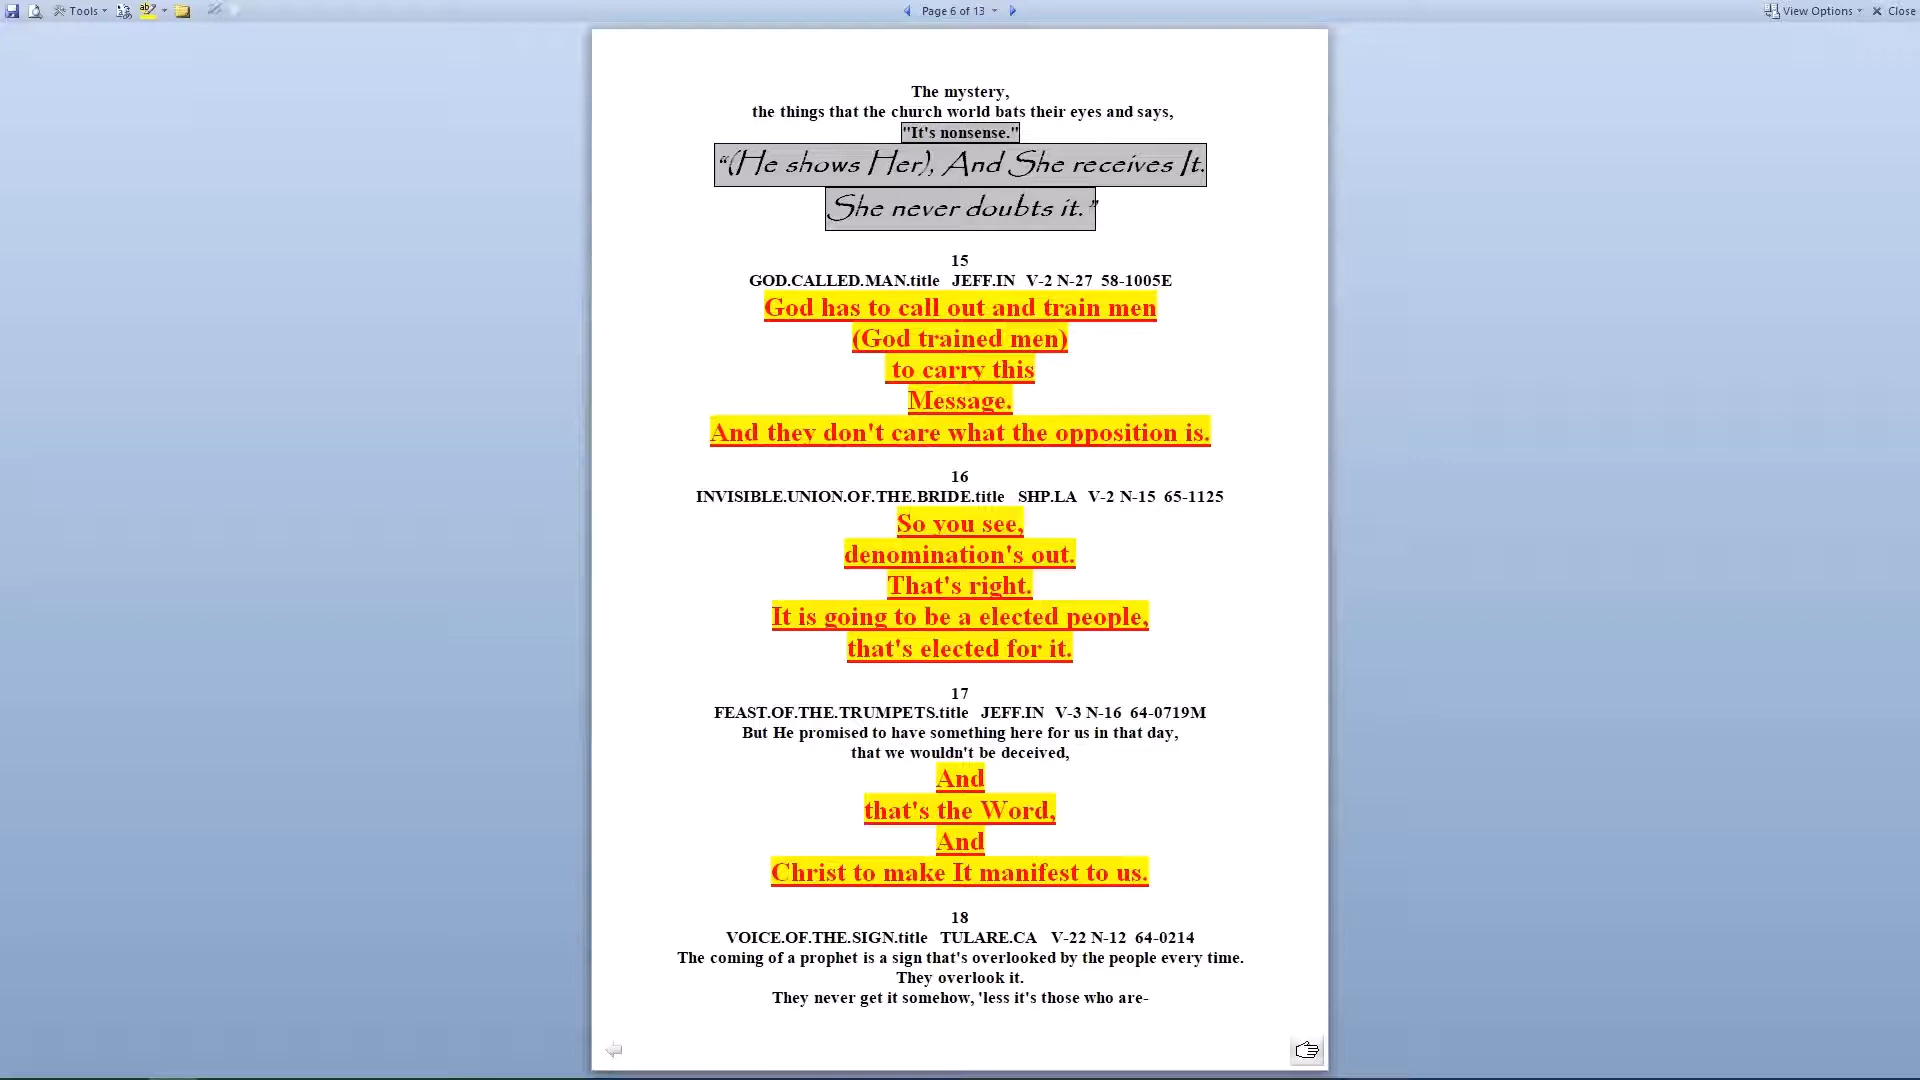 Tools
Page 6 of 13
View Options
Close
The mystery,
the things that the church world bats their eyes and says,
"It's nonsense."
“(He shows Her), And She receives It.
She never doubts it.”
15
GOD.CALLED.MAN.title JEFF.IN V-2 N-27 58-1005E
God has to call out and train men
(God trained men)
to carry this
Message.
And they don't care what the opposition is.
16
INVISIBLE.UNION.OF.THE.BRIDE.title SHP.LA V-2 N-15 65-1125
So you see,
denomination's out.
That's right.
It is going to be a elected people,
that's elected for it.
17
FEAST.OF.THE.TRUMPETS.title JEFF.IN V-3 N-16 64-0719M
But He promised to have something here for us in that day,
that we wouldn't be deceived,
And
that's the Word,
And
Christ to make It manifest to us.
18
VOICE.OF.THE.SIGN.title TULARE.CA V-22 N-12 64-0214
The coming of a prophet is a sign that's overlooked by the people every time.
They overlook it.
They never get it somehow, 'less it's those who are-